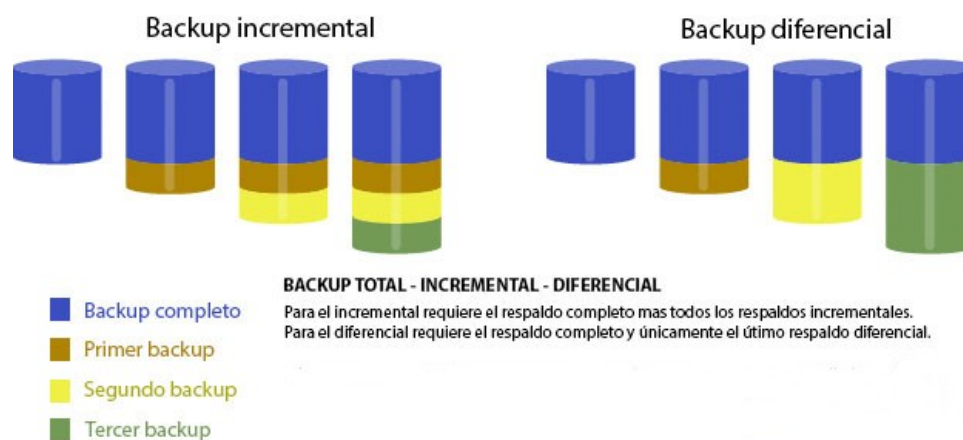 Backup incremental
Backup diferencial
BACKUP TOTAL - INCREMENTAL - DIFERENCIAL
Para el incremental requiere el respaldo completo mas todos los respaldos incrementales.
Para el diferencial requiere el respaldo completo y únicamente el útimo respaldo diferencial.
Backup completo
Primer backup
Segundo backup
Tercer backup